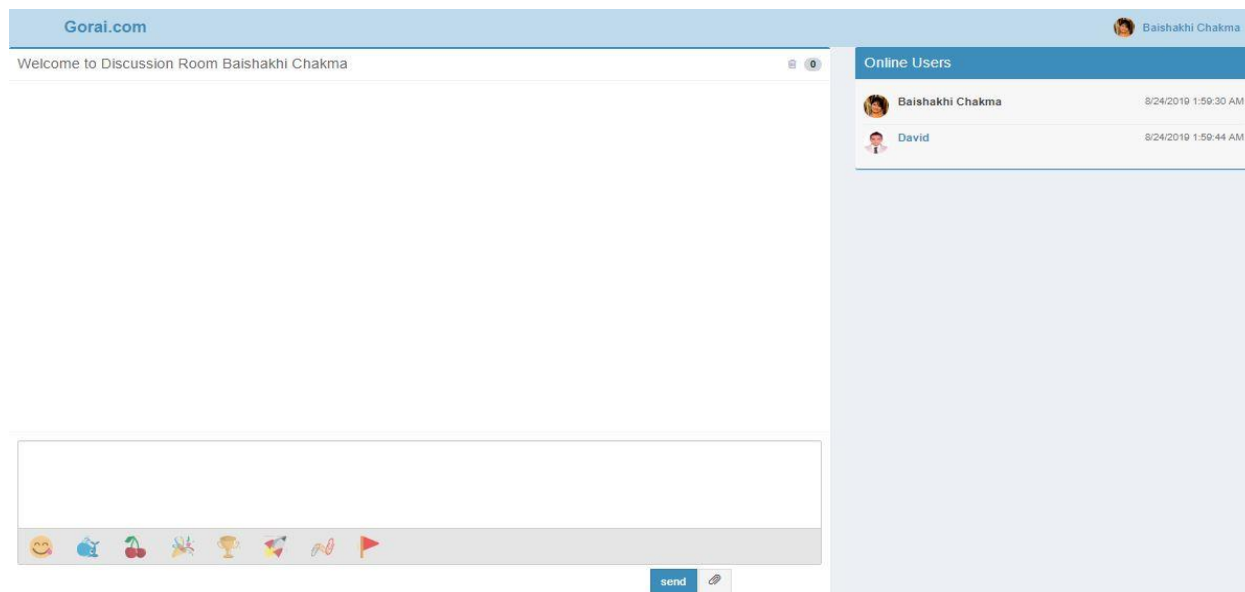 Gorai.com
Baishakhi Chakma
Welcome to Discussion Room Baishakhi Chakma
0
Online Users
Baishakhi Chakma 8/24/2019 1:59:30 AM
David 8/24/2019 1:59:44 AM
send